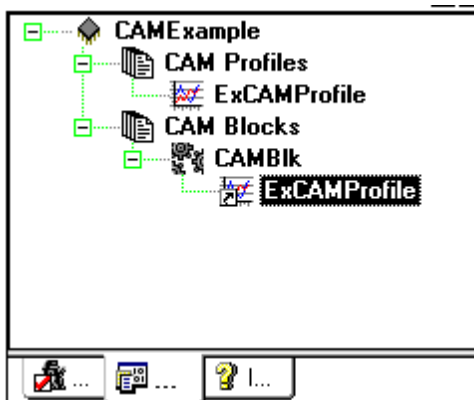 CAMExample
CAM Profiles
ExCAMProfile
CAM Blocks
CAMBlk
ExCAMProfile
... ... I...